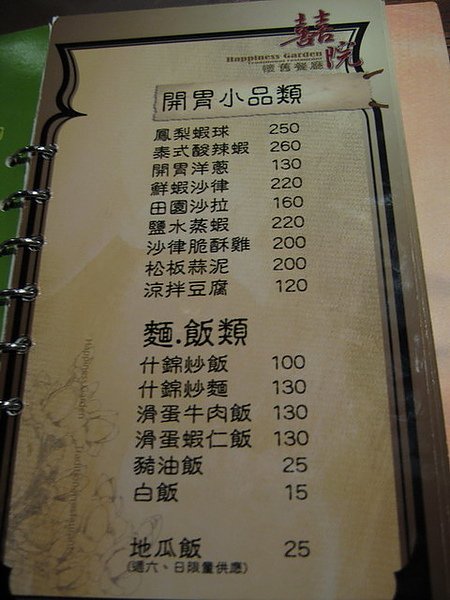 囍院
Happiness Garden
Traditional restaurant
懷舊餐廳
開胃小品類
鳳梨蝦球 250
泰式酸辣蝦 260
開胃洋蔥 130
鮮蝦沙律 220
田園沙拉 160
鹽水蒸蝦 220
沙律脆酥雞 200
松板蒜泥 200
涼拌豆腐 120
麵.飯類
什錦炒飯 100
什錦炒麵 130
滑蛋牛肉飯 130
滑蛋蝦仁飯 130
豬油飯 25
白飯 15
地瓜飯 25
(週六、日限量供應)
Happiness Garden